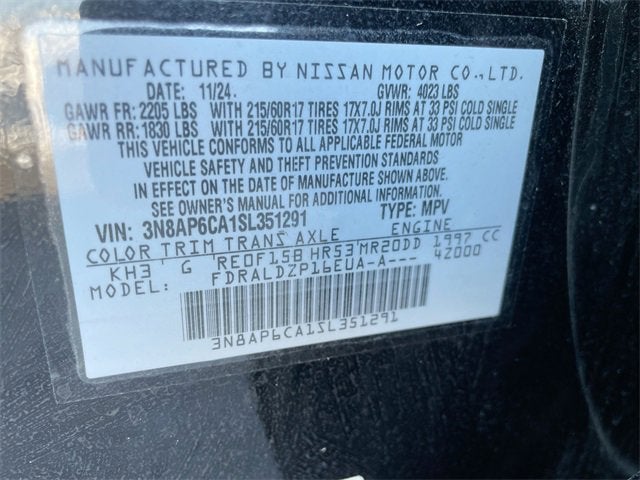 MANUFACTURED BY NISSAN MOTOR CO., LTD.
DATE: 11/24. GVWR: 4023 LBS
GAWR FR: 2205 LBS WITH 215/60R17 TIRES 17X7.0J RIMS AT 33 PSI COLD SINGLE
GAWR RR: 1830 LBS WITH 215/60R17 TIRES 17X7.0J RIMS AT 33 PSI COLD SINGLE
THIS VEHICLE CONFORMS TO ALL APPLICABLE FEDERAL MOTOR
VEHICLE SAFETY AND THEFT PREVENTION STANDARDS
IN EFFECT ON THE DATE OF MANUFACTURE SHOWN ABOVE.
SEE OWNER'S MANUAL FOR ADDITIONAL INFORMATION.
VIN: 3N8AP6CA1SL351291 TYPE: MPV
COLOR TRIM TRANS AXLE ENGINE
KH3 G RE0F15B HR53 MR20DD 1997 CC
MODEL: FDRALDZP16EUA-A--- 42000
3N8AP6CA1SL351291